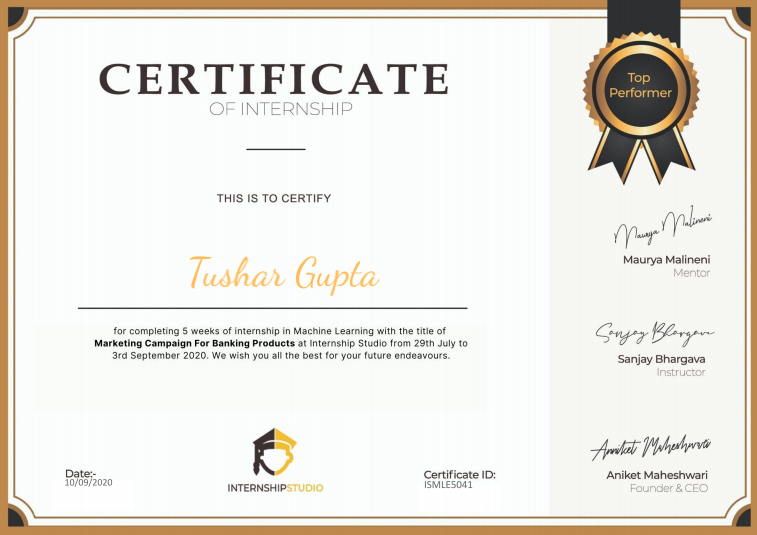 CERTIFICATE
OF INTERNSHIP
THIS IS TO CERTIFY
Tushar Gupta
for completing 5 weeks of internship in Machine Learning with the title of
Marketing Campaign For Banking Products at Internship Studio from 29th July to
3rd September 2020. We wish you all the best for your future endeavours.
Date:-
10/09/2020
INTERNSHIPSTUDIO
Certificate ID:
ISMLE5041
Top
Performer
Maurya Malineni
Maurya Malineni
Mentor
Sanjay Bhargava
Sanjay Bhargava
Instructor
Anniket Maheshwari
Aniket Maheshwari
Founder & CEO